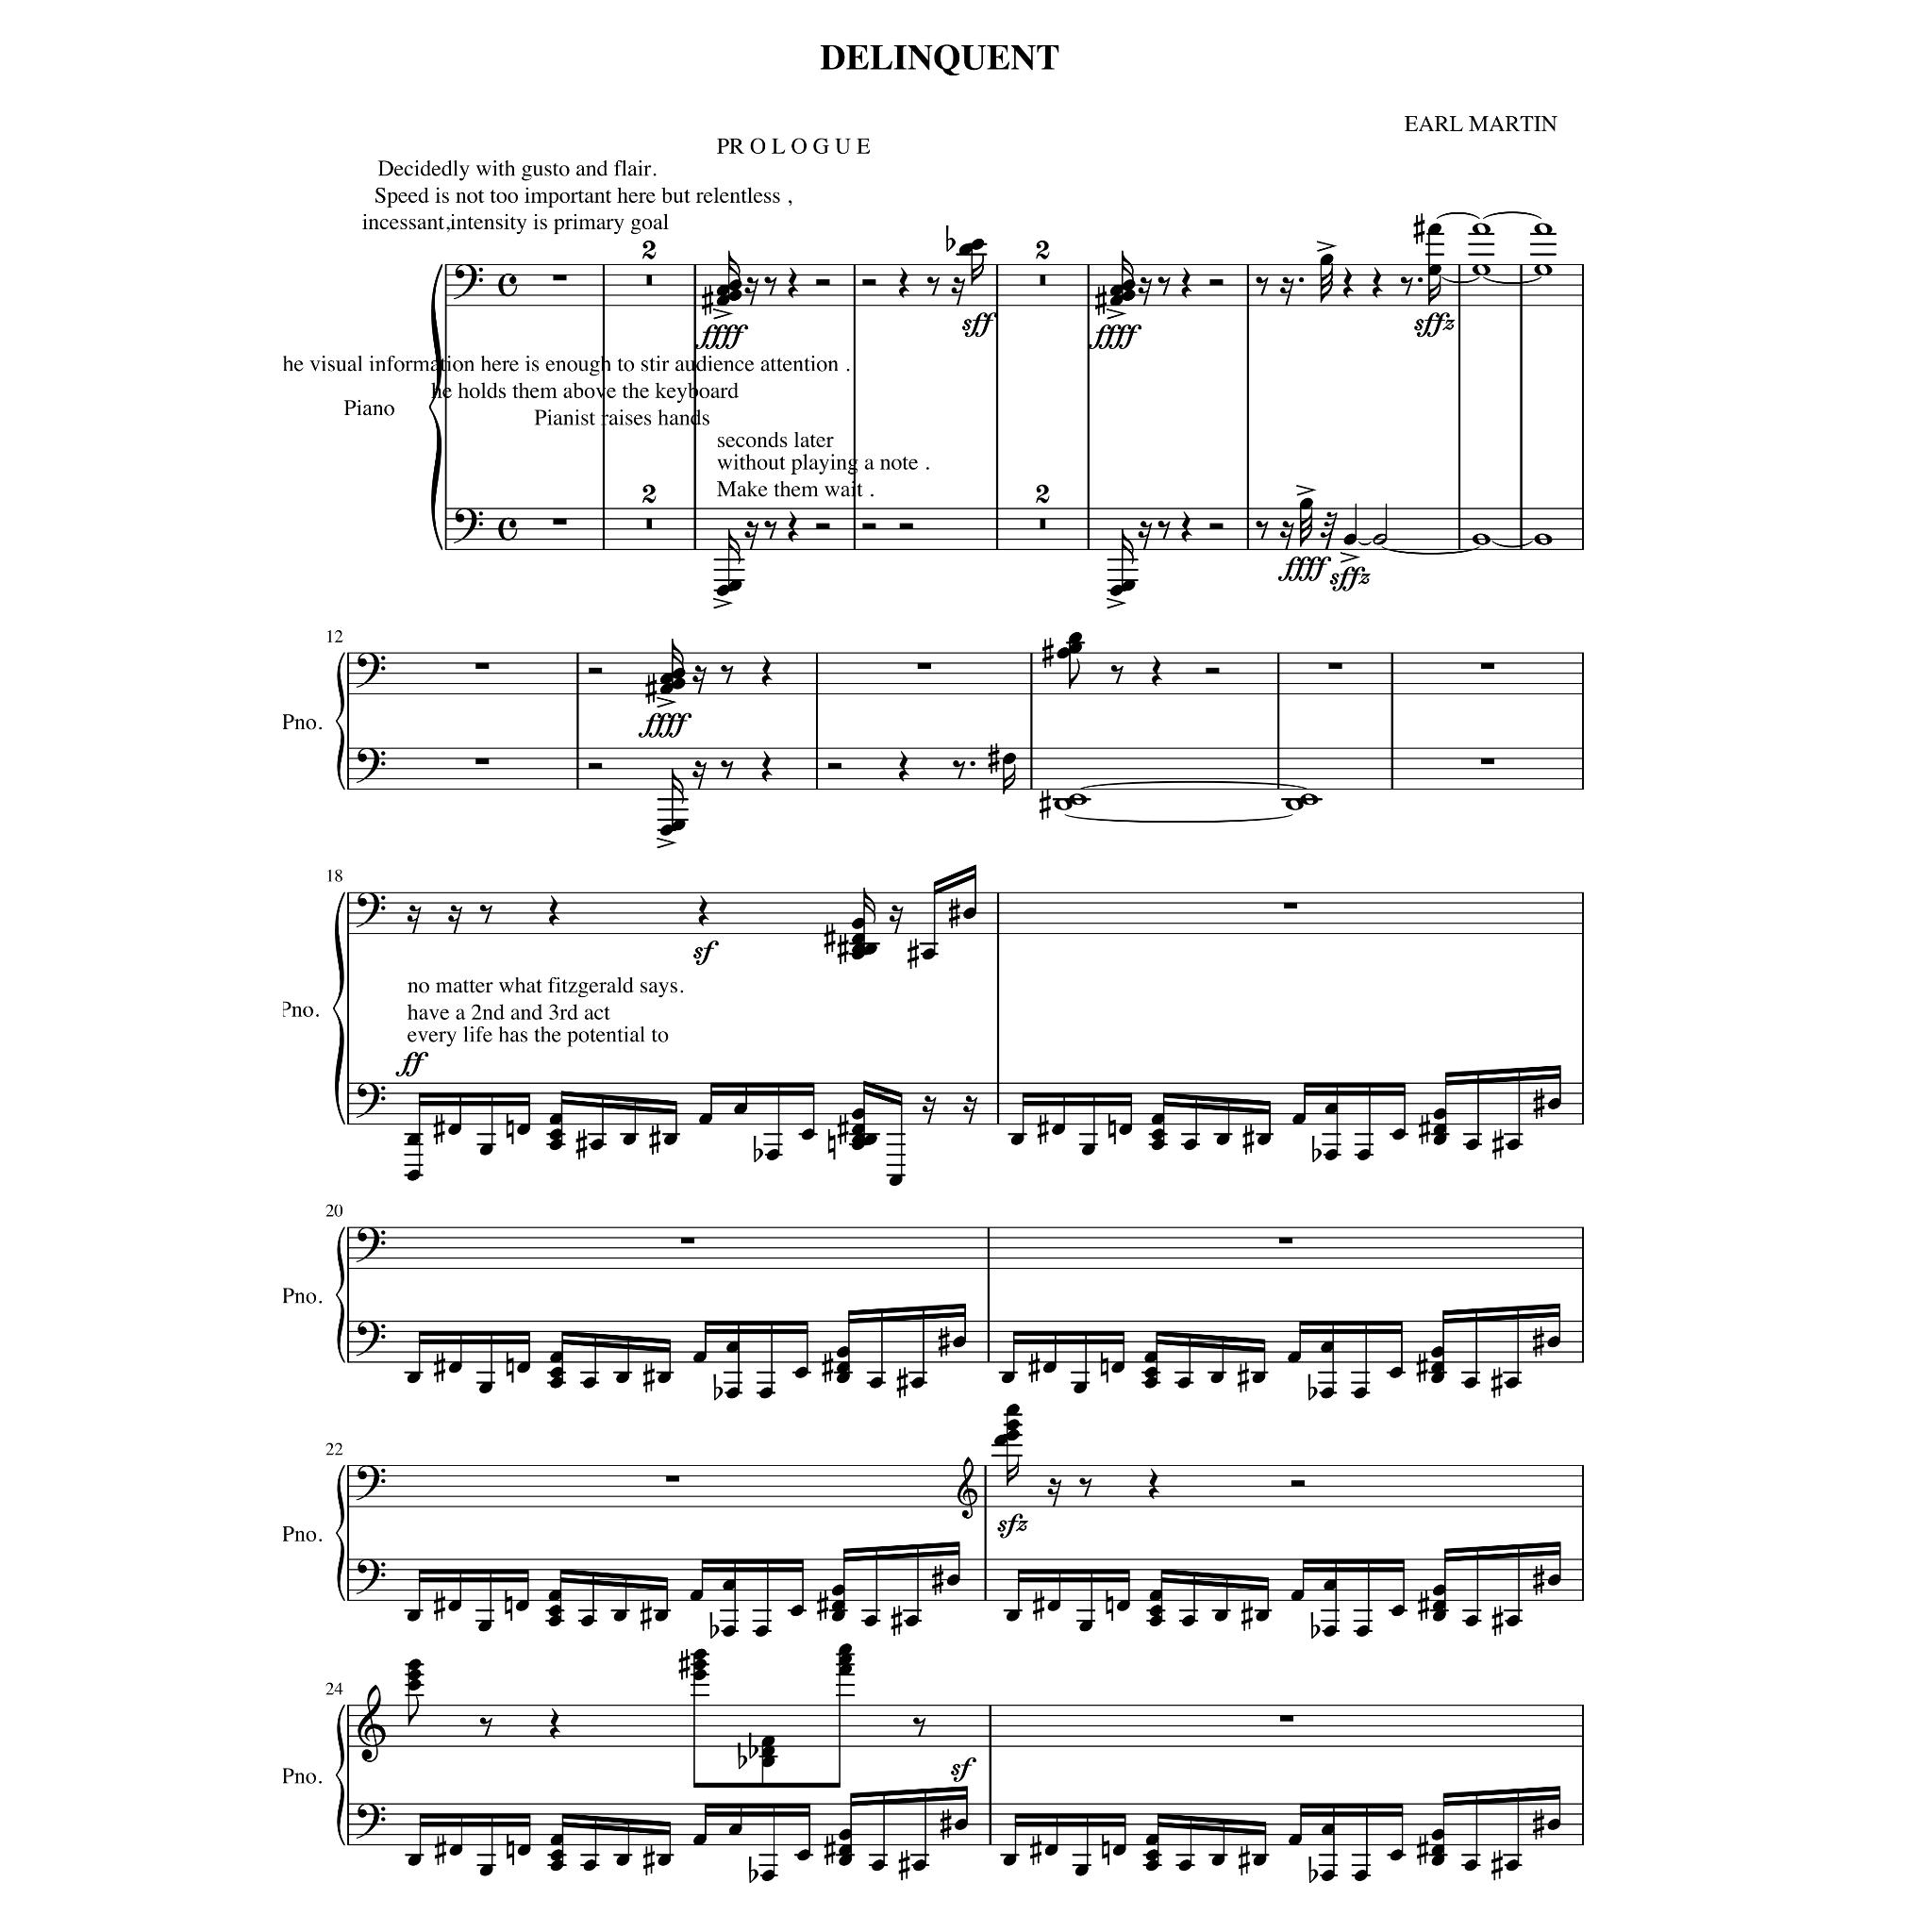 DELINQUENT
EARL MARTIN
PR O L O G U E
Decidedly with gusto and flair.
Speed is not too important here but relentless ,
incessant,intensity is primary goal
2
2
ffff
sff
ffff
sffz
he visual information here is enough to stir audience attention .
he holds them above the keyboard
Piano
Pianist raises hands
seconds later
without playing a note .
Make them wait .
2
2
ffff
sffz
12
Pno.
ffff
18
sf
Pno.
no matter what fitzgerald says.
have a 2nd and 3rd act
every life has the potential to
ff
20
Pno.
22
Pno.
sfz
24
Pno.
sf